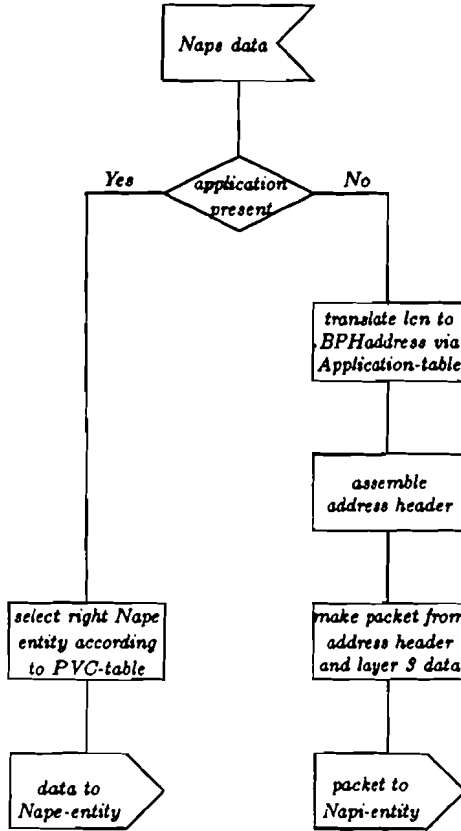 Naps data
application
present
Yes
No
translate lcn to
BPHaddress via
Application-table
assemble
address header
select right Nape
entity according
to PVC-table
make packet from
address header
and layer 3 data
data to
Nape-entity
packet to
Napi-entity